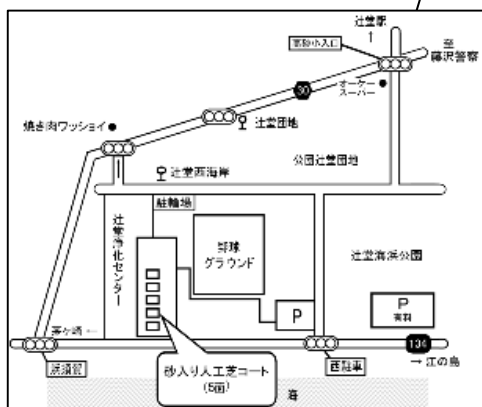 辻堂駅
↑
高砂小入口
至
藤沢警察
30
オーケー
スーパー
焼き肉ワッショイ
辻堂団地
公団辻堂団地
辻堂西海岸
駐輪場
辻堂浄化センター
野球
グラウンド
辻堂海浜公園
P
P
有料
茅ヶ崎 ←
134
浜須賀
砂入り人工芝コート
(5面)
西駐車
→ 江の島
海